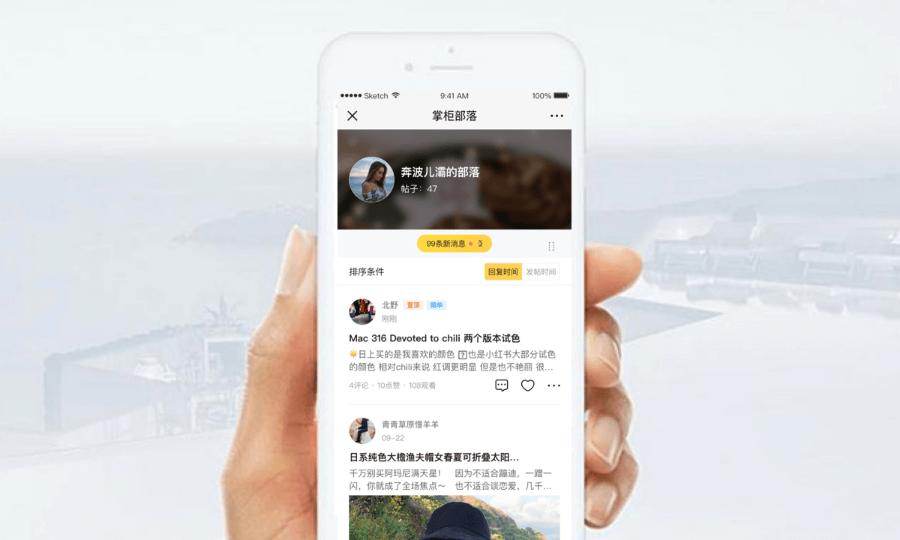 Sketch 9:41 AM 100%
掌柜部落
奔波儿灞的部落
帖子：47
99条新消息
排序条件 回复时间 发帖时间
北野 置顶 精华
刚刚
Mac 316 Devoted to chili 两个版本试色
日上买的是我喜欢的颜色 ?也是小红书大部分试色
的颜色 相对chili来说 红调更明显 但是也不艳丽 很…
4评论 · 10点赞 · 108观看
青青草原慢羊羊
09-22
日系纯色大檐渔夫帽女春夏可折叠太阳…
千万别买阿玛尼满天星！ 因为不适合蹦迪，一蹭一
闪，你就成了全场焦点～ 也不适合谈恋爱，几千…